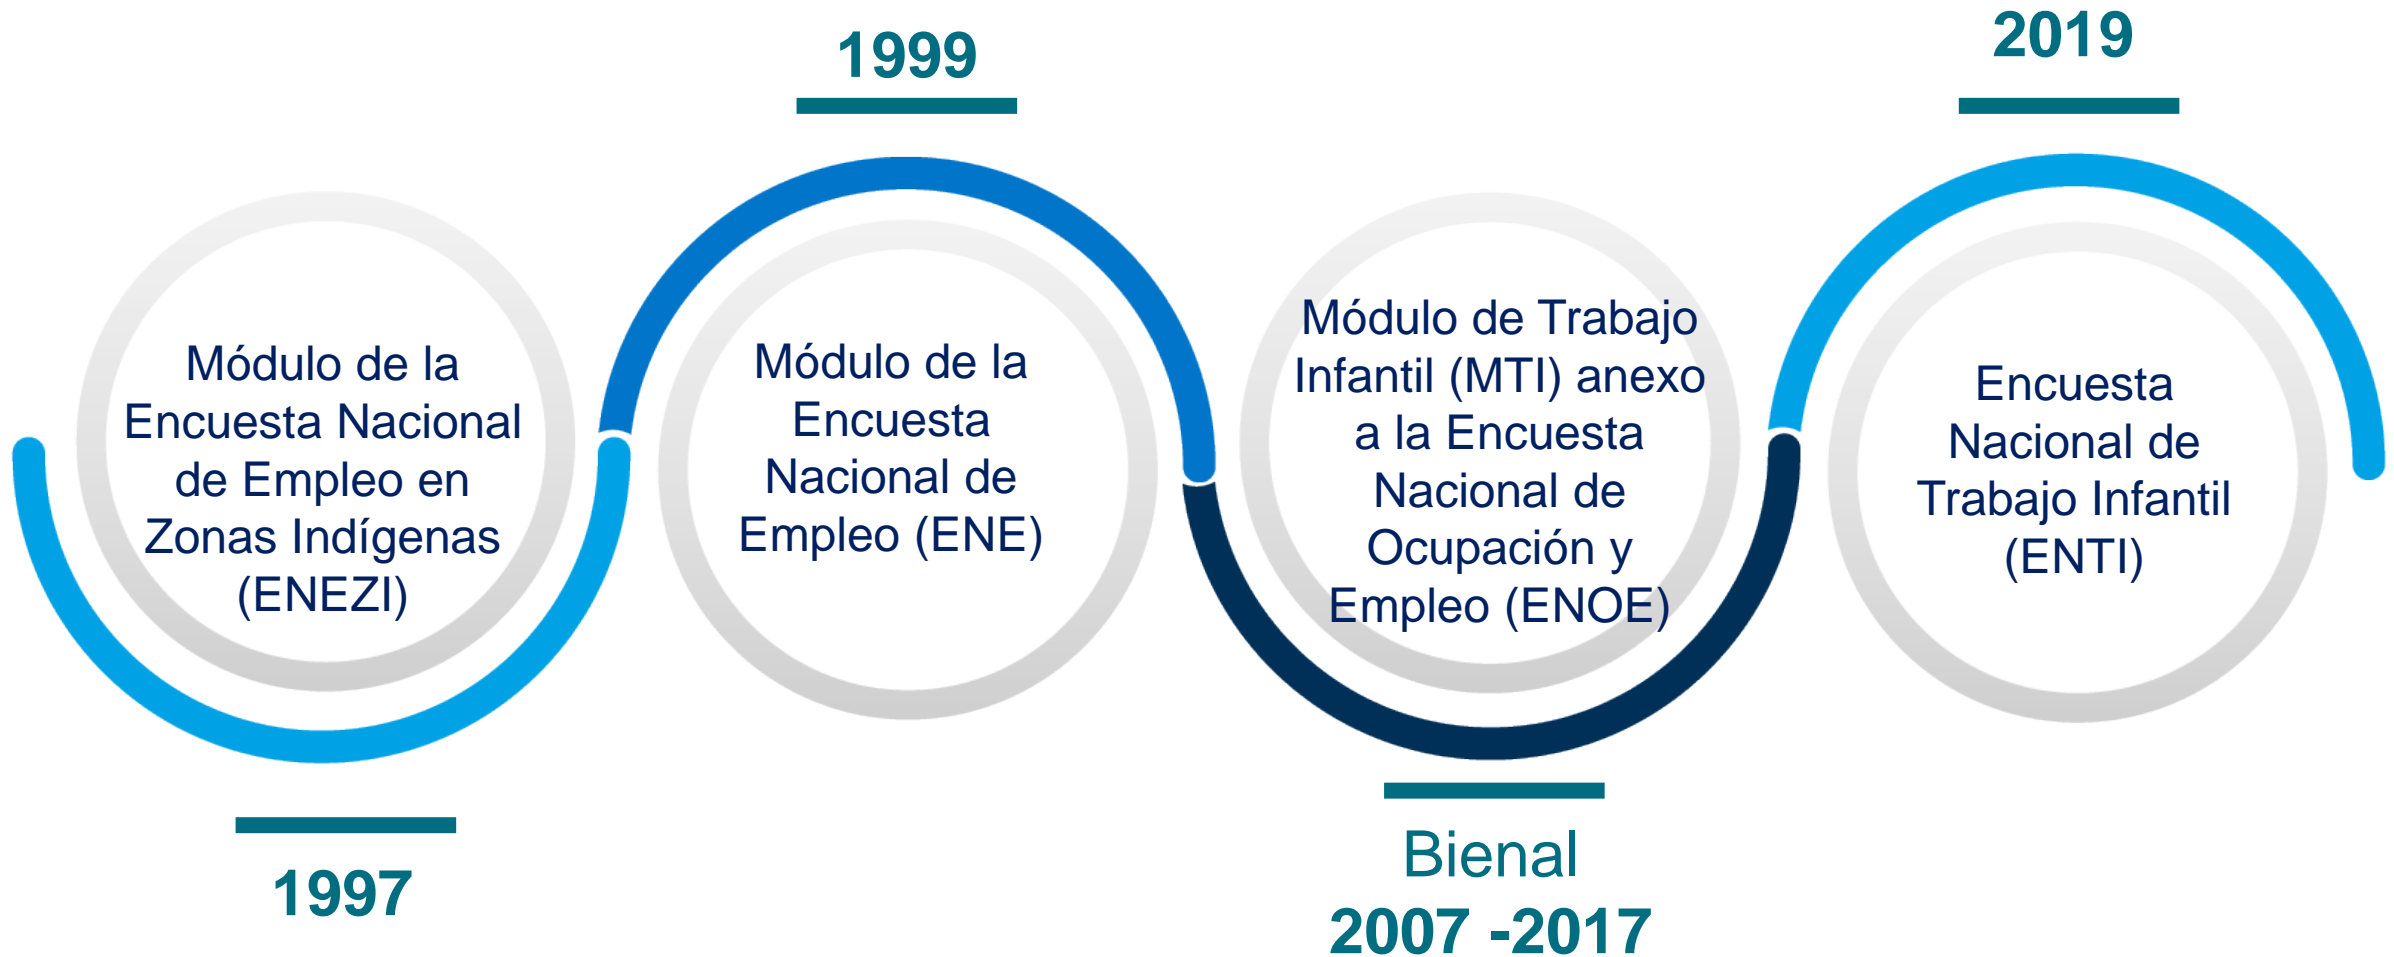 Módulo de la
Encuesta Nacional
de Empleo en
Zonas Indígenas
(ENEZI)
1997
1999
Módulo de la
Encuesta
Nacional de
Empleo (ENE)
Módulo de Trabajo
Infantil (MTI) anexo
a la Encuesta
Nacional de
Ocupación y
Empleo (ENOE)
Bienal
2007 -2017
2019
Encuesta
Nacional de
Trabajo Infantil
(ENTI)